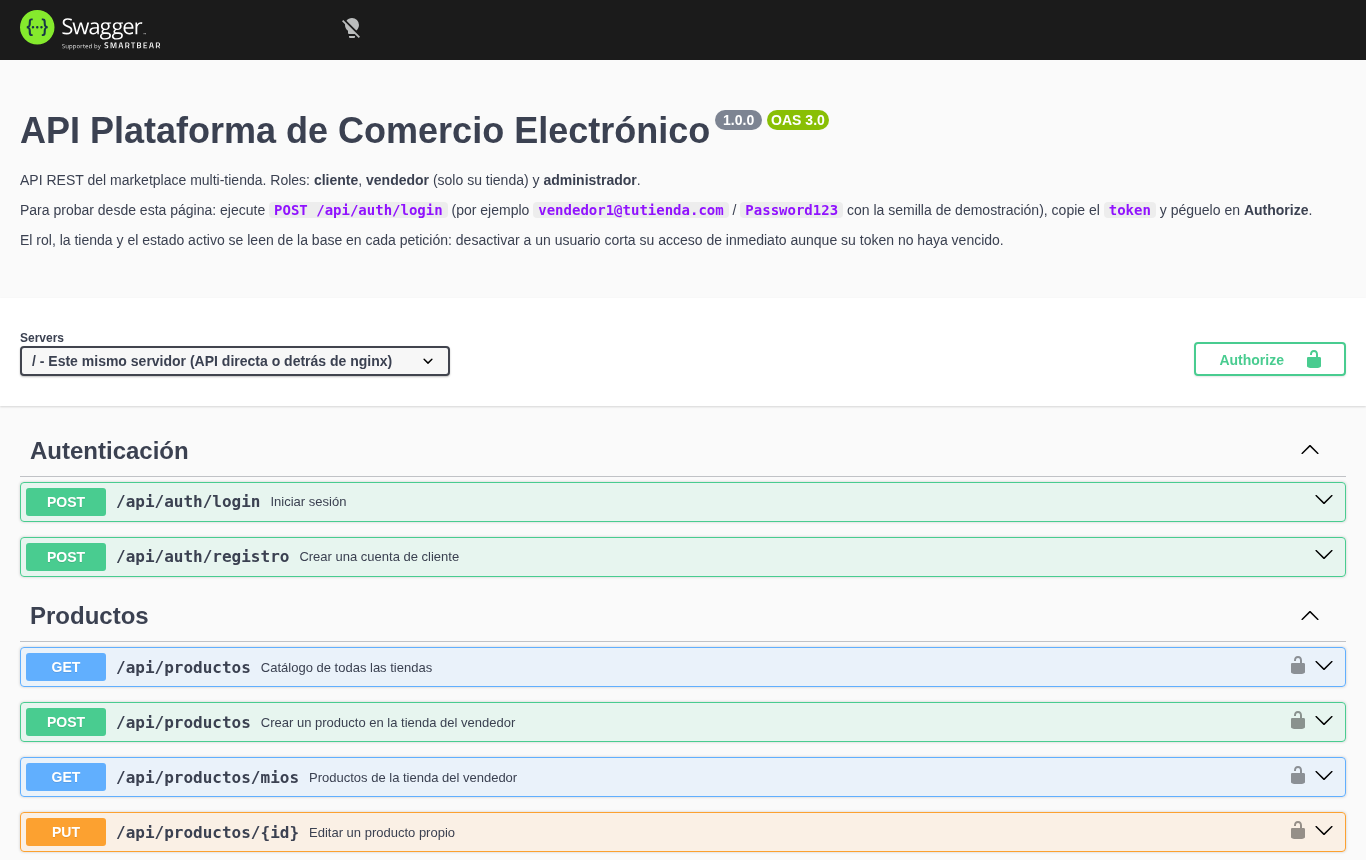 Swagger
Supported by SMARTBEAR
API Plataforma de Comercio Electrónico 1.0.0 OAS 3.0
API REST del marketplace multi-tienda. Roles: cliente, vendedor (solo su tienda) y administrador.
Para probar desde esta página: ejecute POST /api/auth/login (por ejemplo vendedor1@tutienda.com / Password123 con la semilla de demostración), copie el token y péguelo en Authorize.
El rol, la tienda y el estado activo se leen de la base en cada petición: desactivar a un usuario corta su acceso de inmediato aunque su token no haya vencido.
Servers
/ - Este mismo servidor (API directa o detrás de nginx)
Authorize
Autenticación
POST /api/auth/login Iniciar sesión
POST /api/auth/registro Crear una cuenta de cliente
Productos
GET /api/productos Catálogo de todas las tiendas
POST /api/productos Crear un producto en la tienda del vendedor
GET /api/productos/mios Productos de la tienda del vendedor
PUT /api/productos/{id} Editar un producto propio